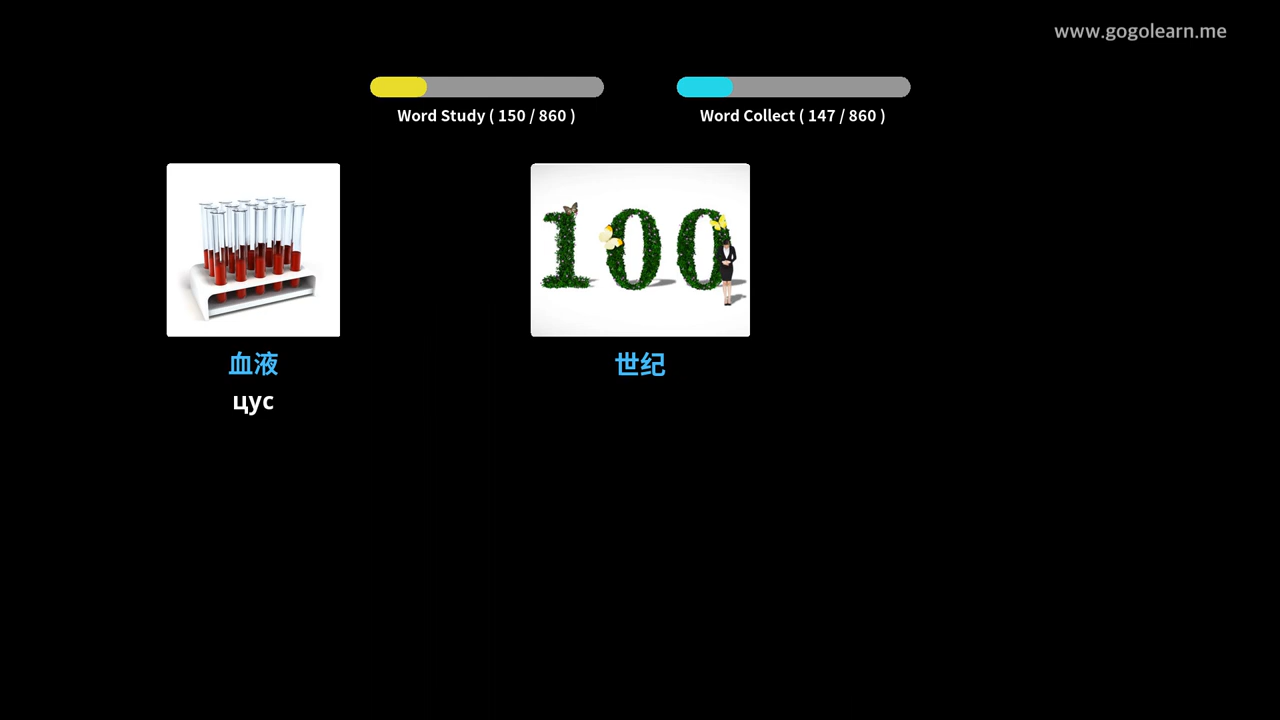 www.gogolearn.me
Word Study ( 150 / 860 )
Word Collect ( 147 / 860 )
100
血液
цус
世纪